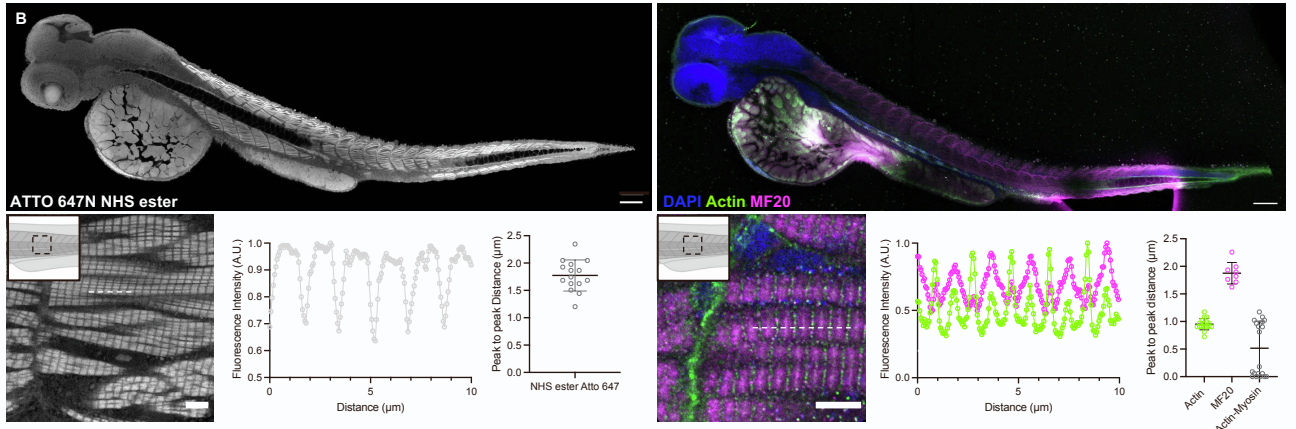 B
ATTO 647N NHS ester
DAPI Actin MF20
Fluorescence Intensity (A.U.)
1.0
0.9
0.8
0.7
0.6
0.5
0
5
10
Distance (µm)
Peak to peak Distance (µm)
2.5
2.0
1.5
1.0
0.5
0.0
NHS ester Atto 647
Fluorescence Intensity (A.U.)
1.0
0.5
0.0
0
5
10
Distance (µm)
Peak to peak distance (µm)
2.5
2.0
1.5
1.0
0.5
0.0
Actin
MF20
Actin-Myosin